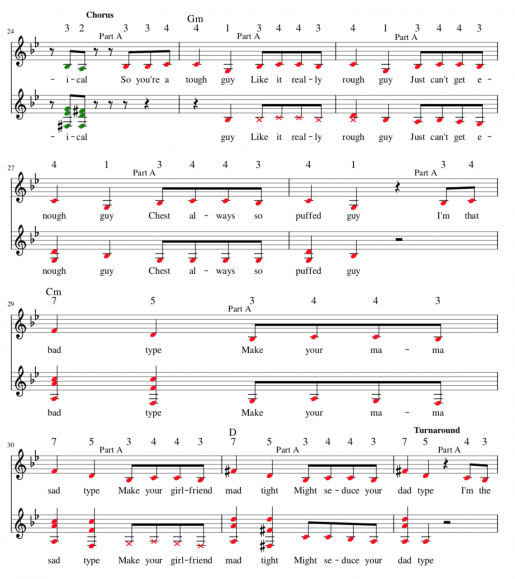 Chorus
24 3 2 3 3 4 Gm 4 1 3 4 4 3 4 1 3 4 4 3
Part A Part A Part A
- i - cal So you're a tough guy Like it real - ly rough guy Just can't get e -
- i - cal guy Like it real - ly rough guy Just can't get e -
27 4 1 3 4 4 3 4 1 3 4
Part A Part A
nough guy Chest al - ways so puffed guy I'm that
nough guy Chest al - ways so puffed guy
Cm
29 7 5 3 4 4 3
Part A
bad type Make your ma - ma
bad type Make your ma - ma
D Turnaround
30 7 5 3 4 4 3 7 5 3 4 4 3 7 5 4 3
Part A Part A Part A
sad type Make your girl - friend mad tight Might se - duce your dad type I'm the
sad type Make your girl - friend mad tight Might se - duce your dad type